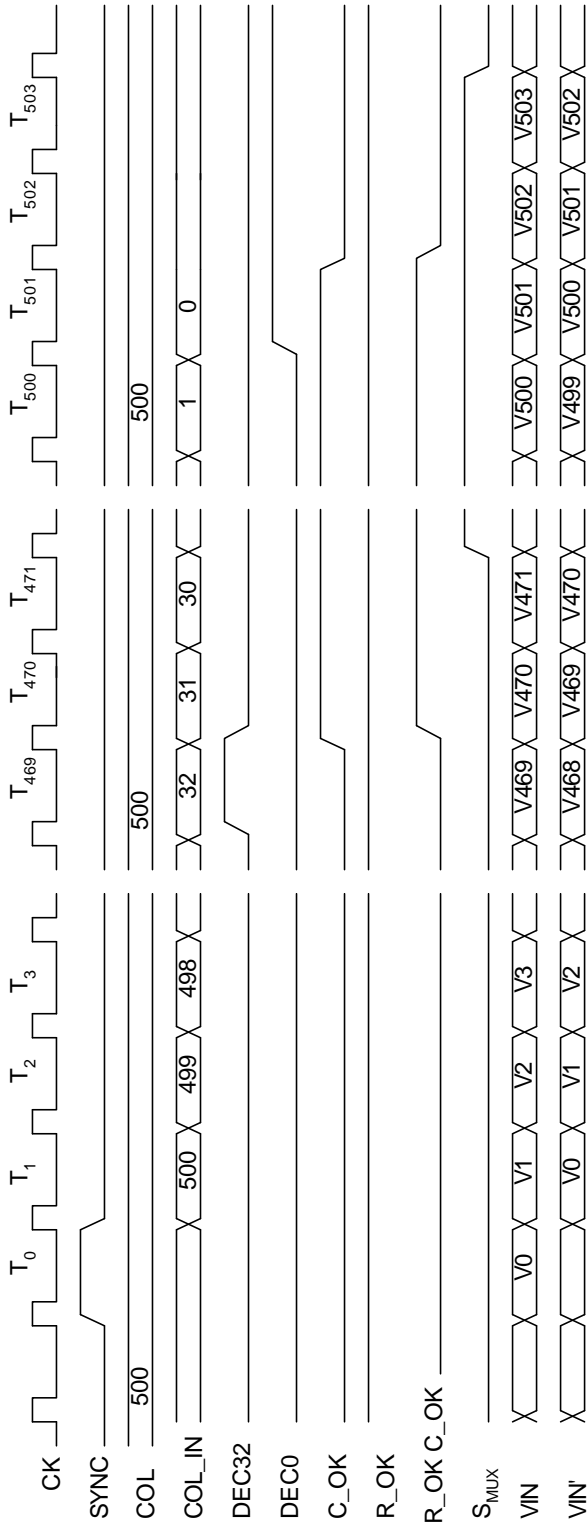 CK T0 T1 T2 T3 T469 T470 T471 T500 T501 T502 T503
SYNC
COL 500 500 500
COL_IN 500 499 498 32 31 30 1 0
DEC32
DEC0
C_OK
R_OK
R_OK C_OK
SMUX
VIN V0 V1 V2 V3 V469 V470 V471 V500 V501 V502 V503
VIN' V0 V1 V2 V468 V469 V470 V499 V500 V501 V502